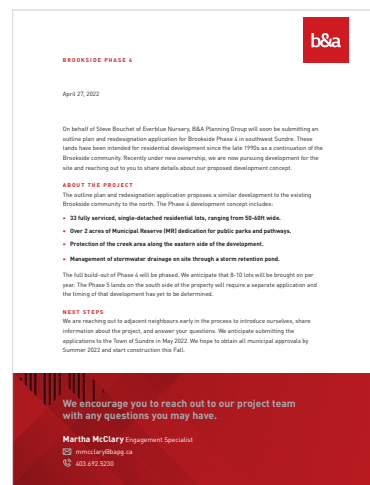 b&a
BROOKSIDE PHASE 4
April 27, 2022
On behalf of Steve Bouchet of Everblue Nursery, B&A Planning Group will soon be submitting an
outline plan and redesignation application for Brookside Phase 4 in southwest Sundre. These
lands have been intended for residential development since the late 1990s as a continuation of the
Brookside community. Recently under new ownership, we are now pursuing development for the
site and reaching out to you to share details about our proposed development concept.
ABOUT THE PROJECT
The outline plan and redesignation application proposes a similar development to the existing
Brookside community to the north. The Phase 4 development concept includes:
• 33 fully serviced, single-detached residential lots, ranging from 50-60ft wide.
• Over 2 acres of Municipal Reserve (MR) dedication for public parks and pathways.
• Protection of the creek area along the eastern side of the development.
• Management of stormwater drainage on site through a storm retention pond.
The full build-out of Phase 4 will be phased. We anticipate that 8-10 lots will be brought on per
year. The Phase 5 lands on the south side of the property will require a separate application and
the timing of that development has yet to be determined.
NEXT STEPS
We are reaching out to adjacent neighbours early in the process to introduce ourselves, share
information about the project, and answer your questions. We anticipate submitting the
applications to the Town of Sundre in May 2022. We hope to obtain all municipal approvals by
Summer 2022 and start construction this Fall.
We encourage you to reach out to our project team
with any questions you may have.
Martha McClary Engagement Specialist
mmcclary@bapg.ca
403.692.5230